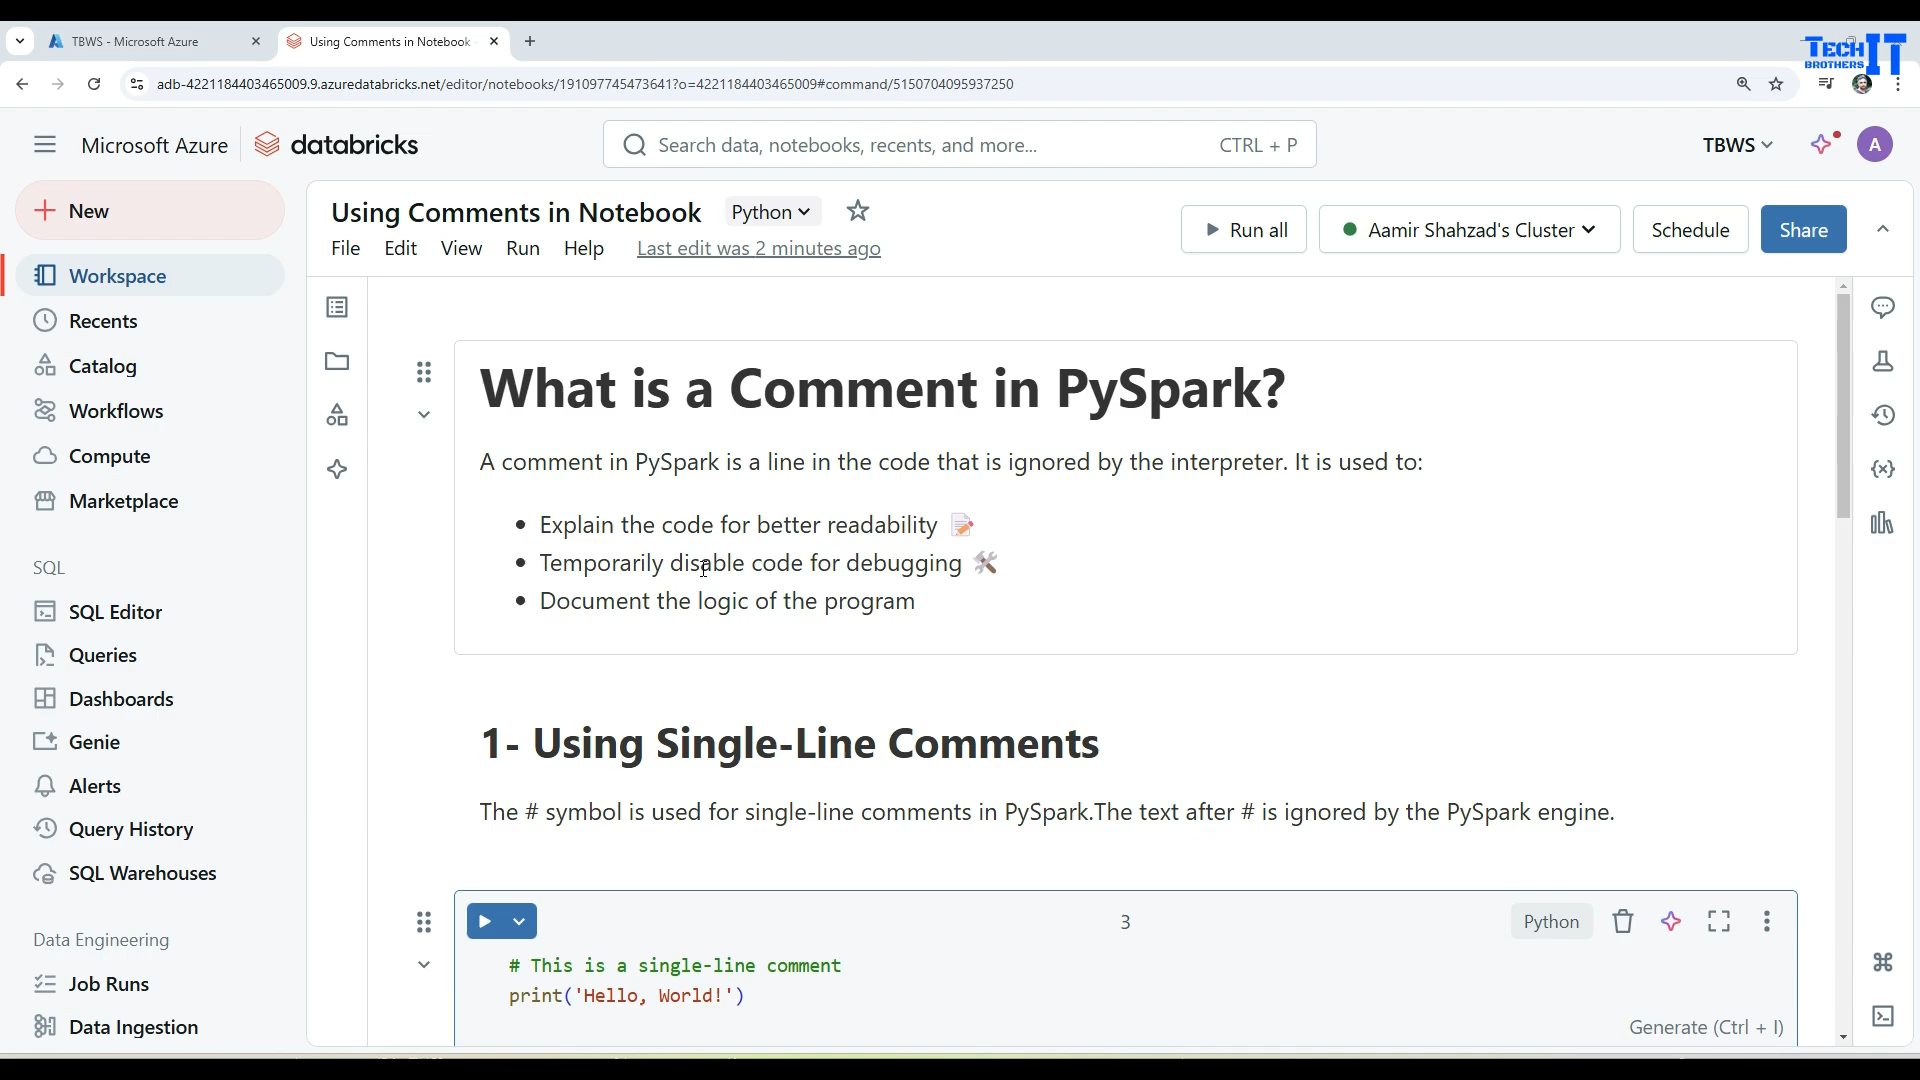 TBWS - Microsoft Azure
Using Comments in Notebook
TECH IT
BROTHERS
adb-4221184403465009.9.azuredatabricks.net/editor/notebooks/1910977454736​41?o=4221184403465009#command/5150704095937250
Microsoft Azure
databricks
Search data, notebooks, recents, and more...
CTRL + P
TBWS
A
New
Using Comments in Notebook
Python
File Edit View Run Help Last edit was 2 minutes ago
Run all
Aamir Shahzad's Cluster
Schedule
Share
Workspace
Recents
Catalog
Workflows
Compute
Marketplace
SQL
SQL Editor
Queries
Dashboards
Genie
Alerts
Query History
SQL Warehouses
Data Engineering
Job Runs
Data Ingestion
What is a Comment in PySpark?
A comment in PySpark is a line in the code that is ignored by the interpreter. It is used to:
Explain the code for better readability 📝
Temporarily disable code for debugging 🛠️
Document the logic of the program
1- Using Single-Line Comments
The # symbol is used for single-line comments in PySpark.The text after # is ignored by the PySpark engine.
3
Python
# This is a single-line comment
print('Hello, World!')
Generate (Ctrl + I)